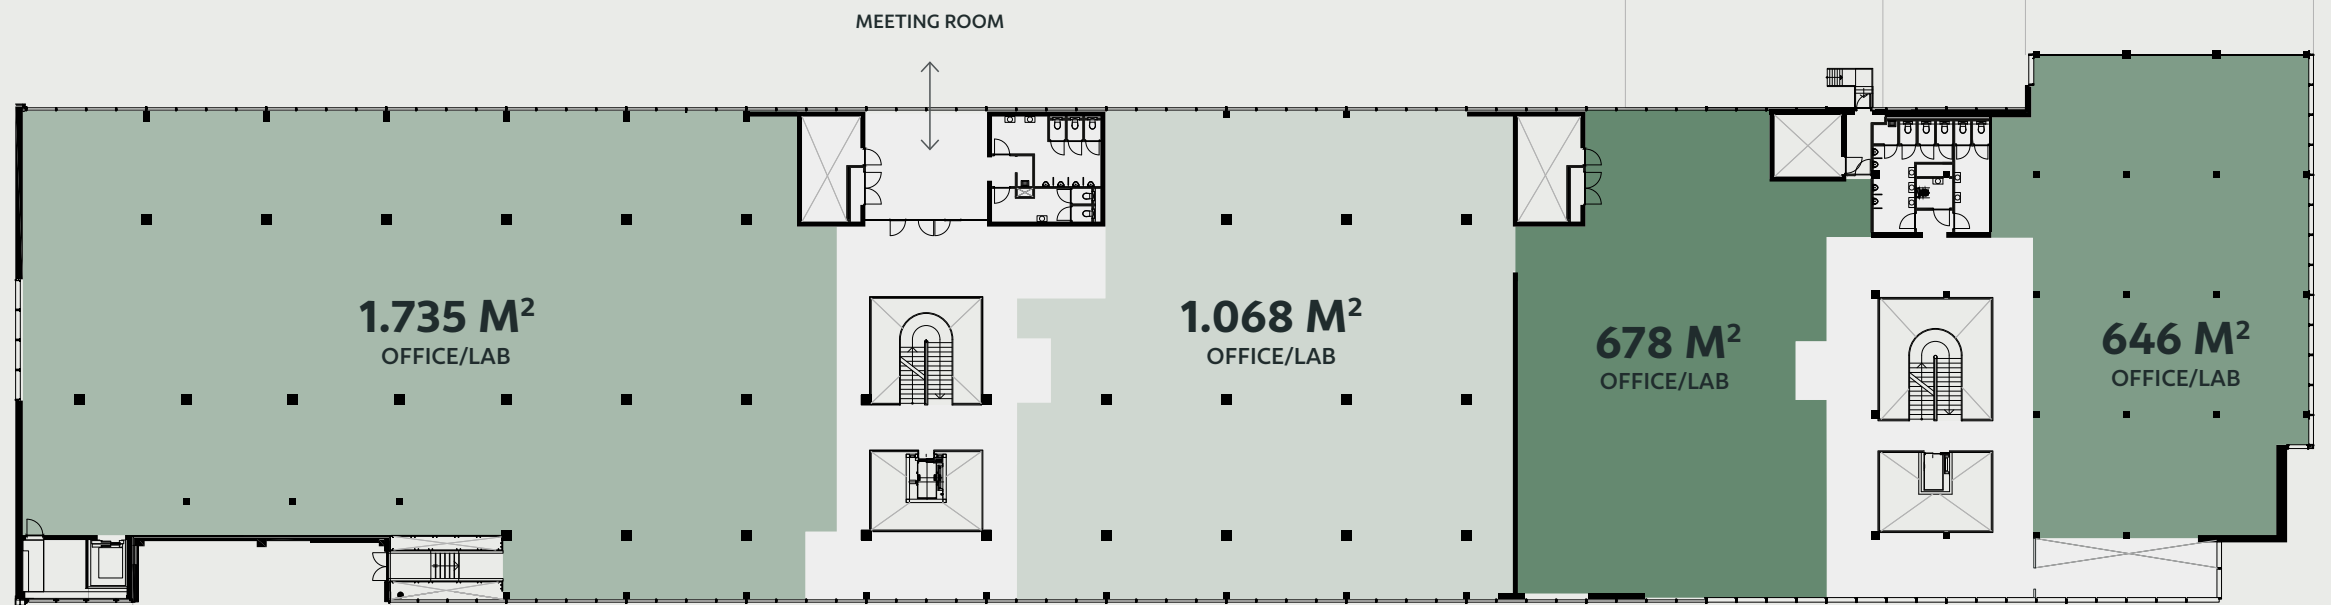 MEETING ROOM
1.735 M²
OFFICE/LAB
1.068 M²
OFFICE/LAB
678 M²
OFFICE/LAB
646 M²
OFFICE/LAB